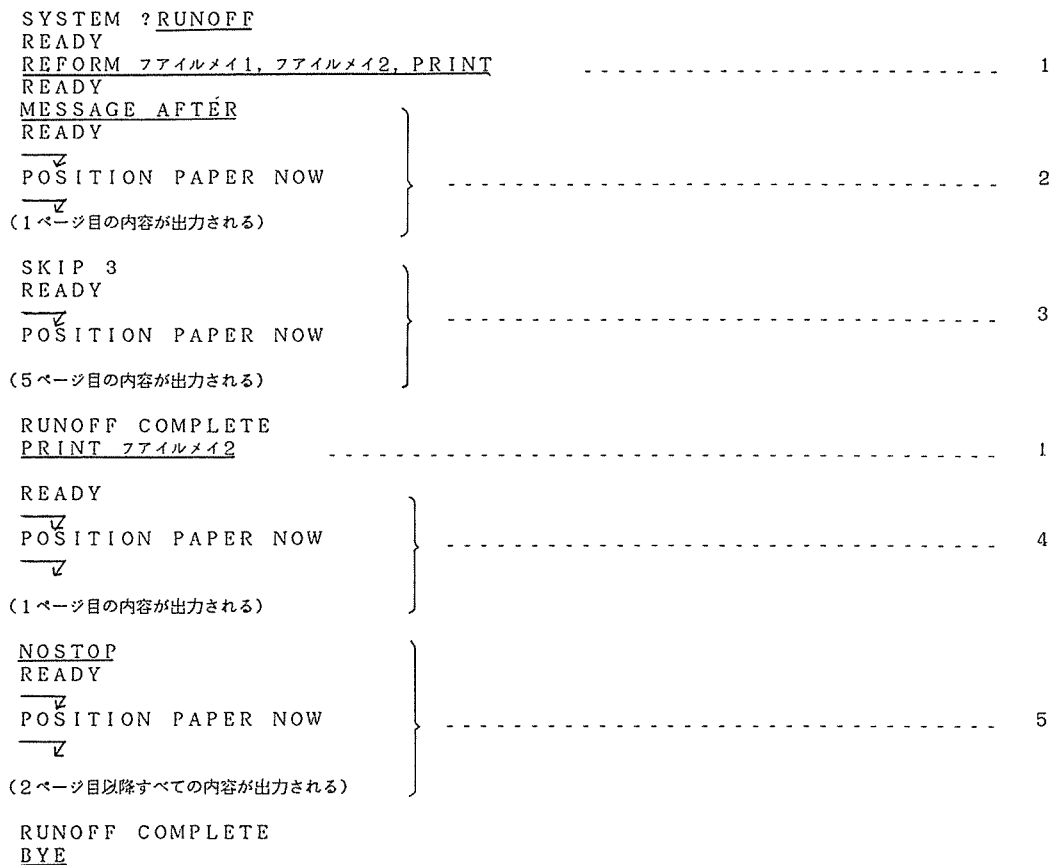 SYSTEM ?RUNOFF
READY
REFORM フアイルメイ1, フアイルメイ2, PRINT 1
READY
MESSAGE AFTER
READY
POSITION PAPER NOW 2
(1ページ目の内容が出力される)
SKIP 3
READY
POSITION PAPER NOW 3
(5ページ目の内容が出力される)
RUNOFF COMPLETE
PRINT フアイルメイ2 1
READY
POSITION PAPER NOW 4
(1ページ目の内容が出力される)
NOSTOP
READY
POSITION PAPER NOW 5
(2ページ目以降すべての内容が出力される)
RUNOFF COMPLETE
BYE